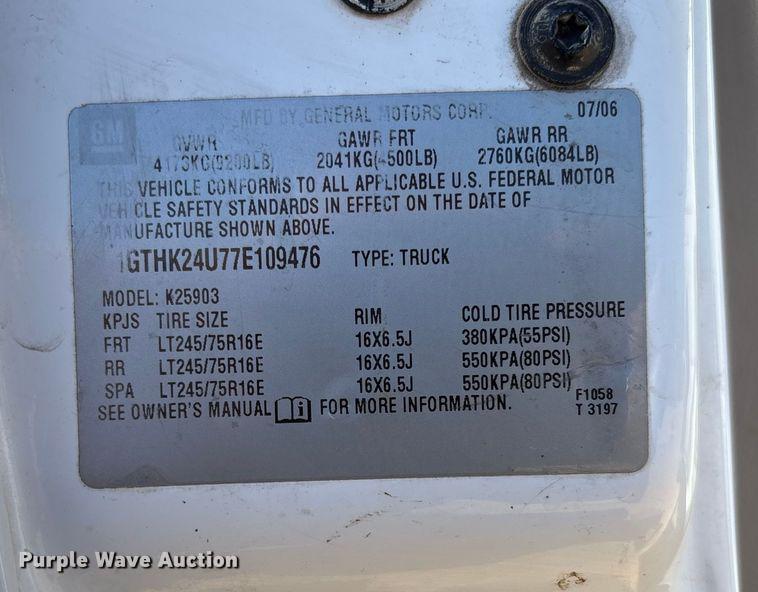 GM
MFD BY GENERAL MOTORS CORP. 07/06
GVWR GAWR FRT GAWR RR
2041KG(4500LB) 2760KG(6084LB)
THIS VEHICLE CONFORMS TO ALL APPLICABLE U.S. FEDERAL MOTOR
VEHICLE SAFETY STANDARDS IN EFFECT ON THE DATE OF
MANUFACTURE SHOWN ABOVE.
1GTHK24U77E109476 TYPE: TRUCK
MODEL: K25903
KPJS TIRE SIZE RIM COLD TIRE PRESSURE
FRT LT245/75R16E 16X6.5J 380KPA(55PSI)
RR LT245/75R16E 16X6.5J 550KPA(80PSI)
SPA LT245/75R16E 16X6.5J 550KPA(80PSI)
SEE OWNER'S MANUAL FOR MORE INFORMATION.
F1058
T 3197
Purple Wave Auction